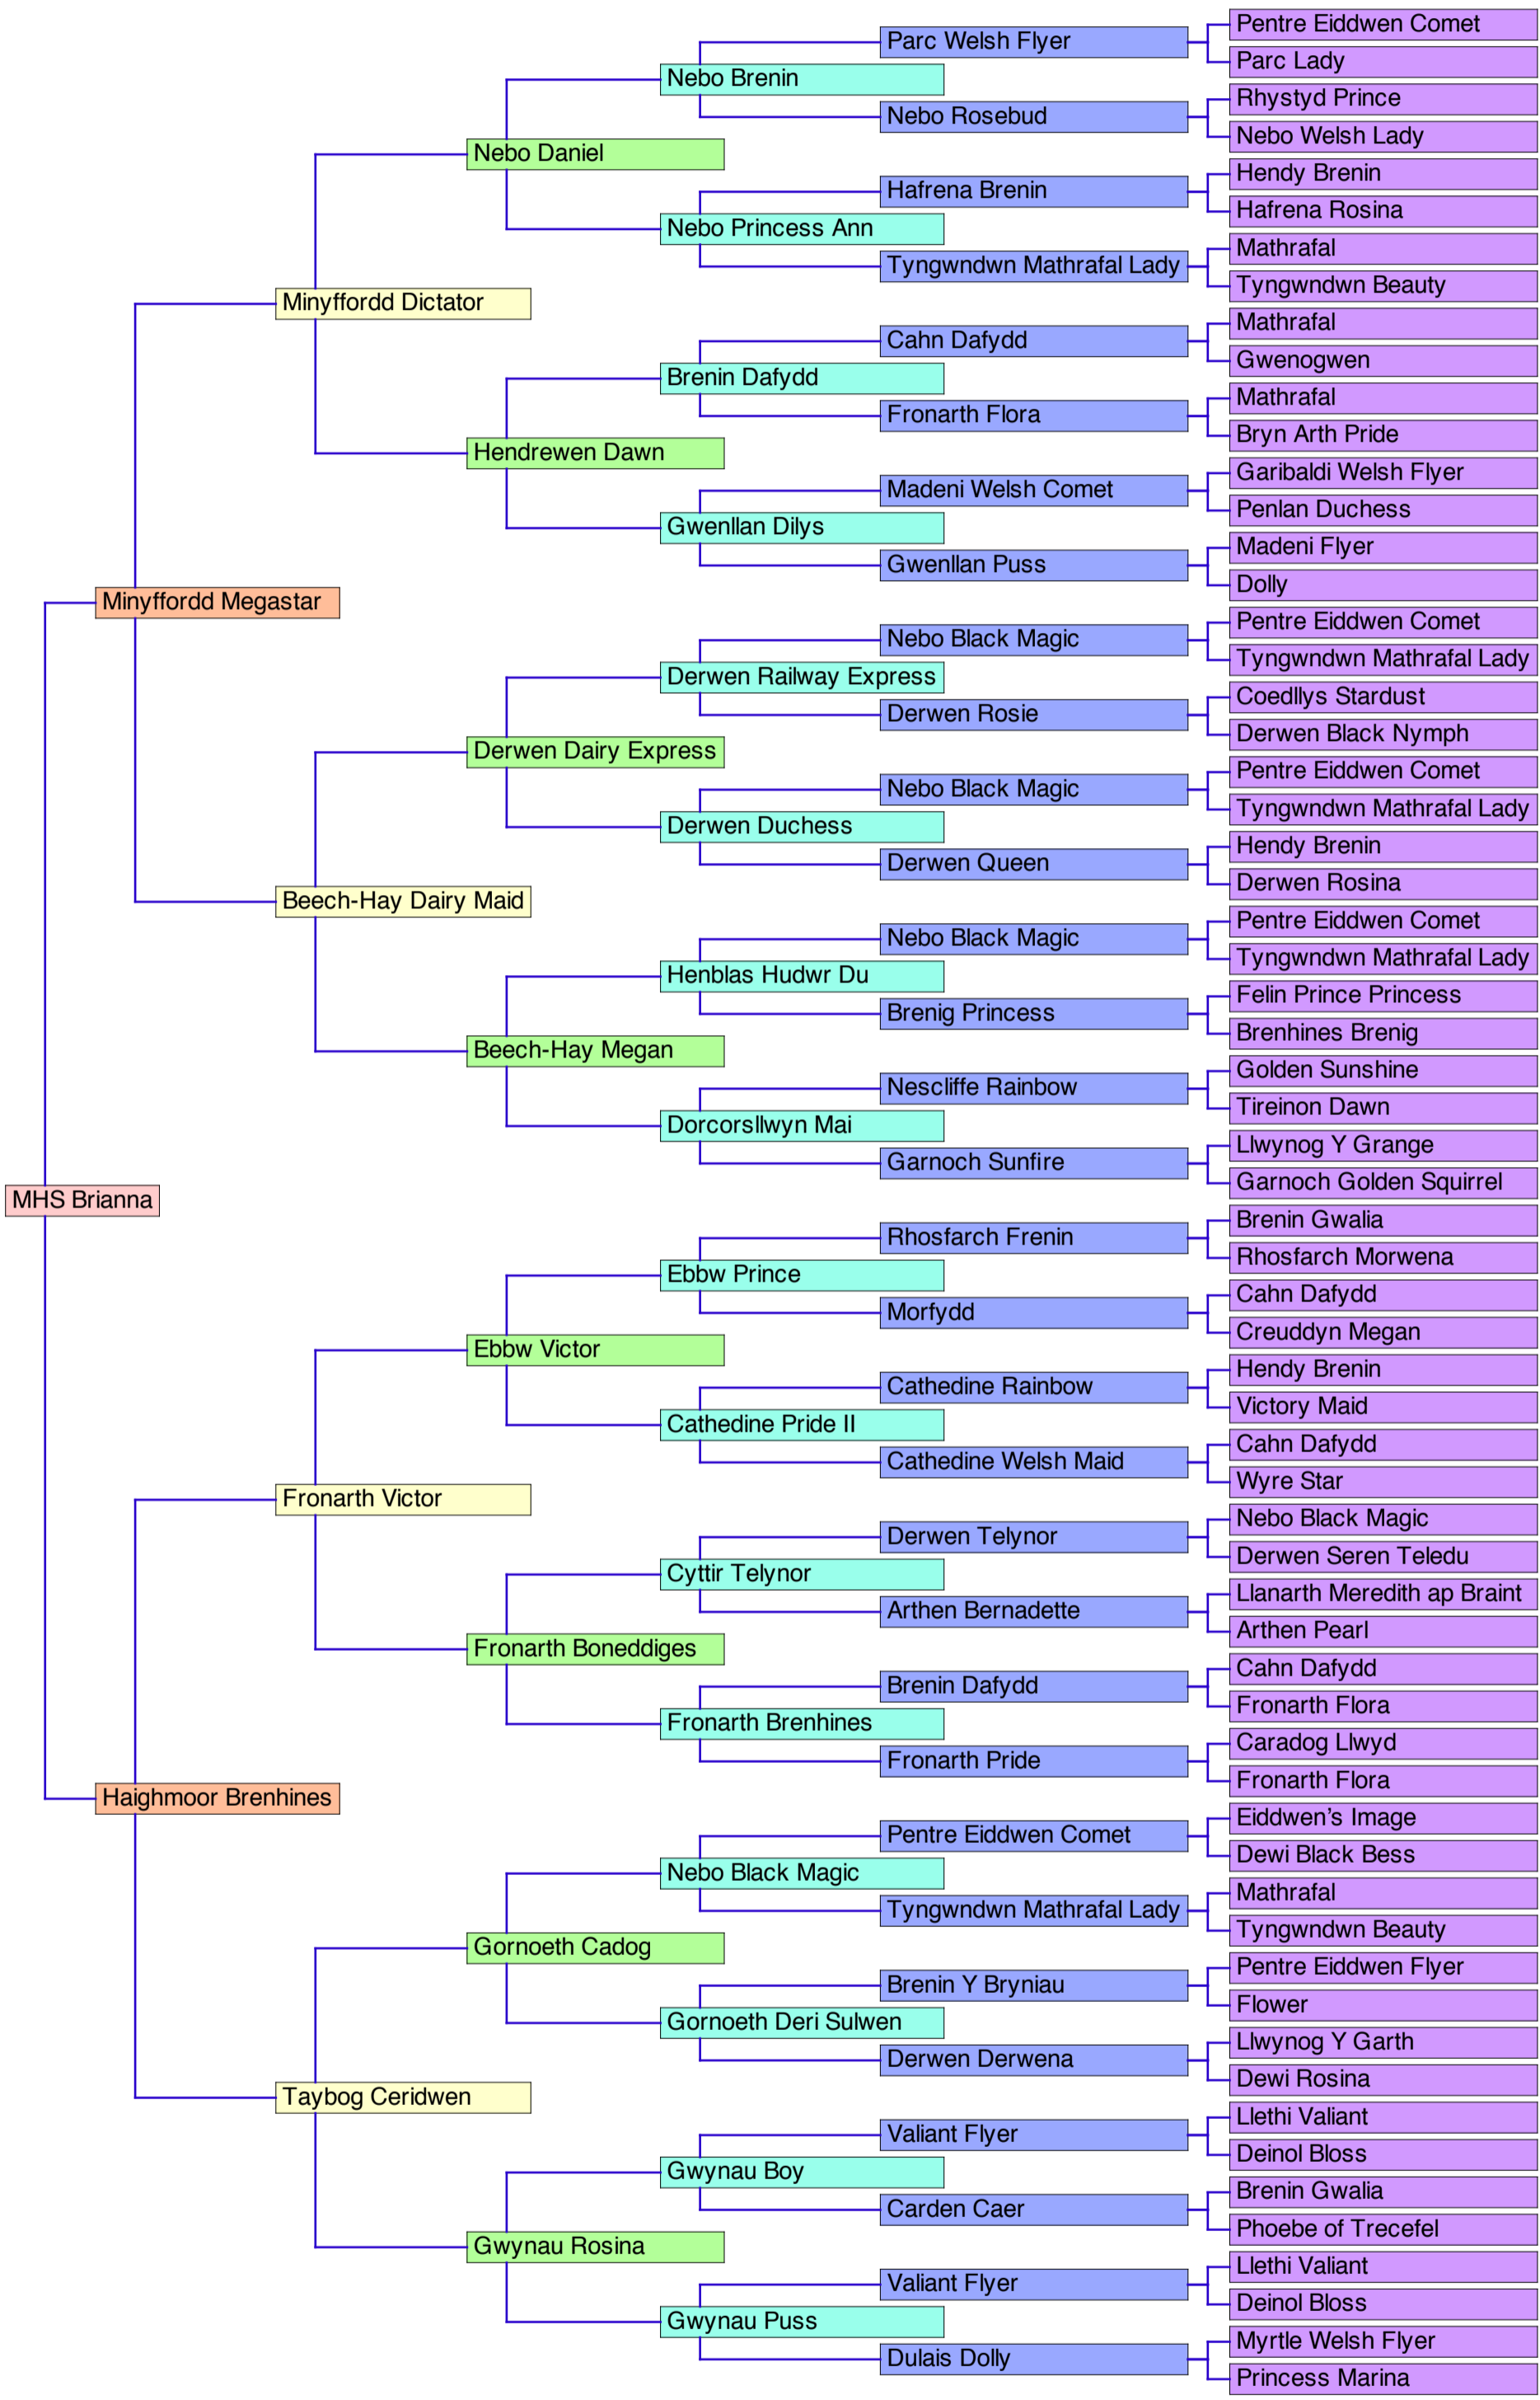 Pentre Eiddwen Comet
Parc Welsh Flyer
Parc Lady
Nebo Brenin
Rhystyd Prince
Nebo Rosebud
Nebo Welsh Lady
Nebo Daniel
Hendy Brenin
Hafrena Brenin
Hafrena Rosina
Nebo Princess Ann
Mathrafal
Tyngwndwn Mathrafal Lady
Tyngwndwn Beauty
Minyffordd Dictator
Mathrafal
Cahn Dafydd
Gwenogwen
Brenin Dafydd
Mathrafal
Fronarth Flora
Bryn Arth Pride
Hendrewen Dawn
Garibaldi Welsh Flyer
Madeni Welsh Comet
Penlan Duchess
Gwenllan Dilys
Madeni Flyer
Gwenllan Puss
Dolly
Minyffordd Megastar
Pentre Eiddwen Comet
Nebo Black Magic
Tyngwndwn Mathrafal Lady
Derwen Railway Express
Coedllys Stardust
Derwen Rosie
Derwen Black Nymph
Derwen Dairy Express
Pentre Eiddwen Comet
Nebo Black Magic
Tyngwndwn Mathrafal Lady
Derwen Duchess
Hendy Brenin
Derwen Queen
Derwen Rosina
Beech-Hay Dairy Maid
Pentre Eiddwen Comet
Nebo Black Magic
Tyngwndwn Mathrafal Lady
Henblas Hudwr Du
Felin Prince Princess
Brenig Princess
Brenhines Brenig
Beech-Hay Megan
Golden Sunshine
Nescliffe Rainbow
Tireinon Dawn
Dorcorsllwyn Mai
Llwynog Y Grange
Garnoch Sunfire
Garnoch Golden Squirrel
MHS Brianna
Brenin Gwalia
Rhosfarch Frenin
Rhosfarch Morwena
Ebbw Prince
Cahn Dafydd
Morfydd
Creuddyn Megan
Ebbw Victor
Hendy Brenin
Cathedine Rainbow
Victory Maid
Cathedine Pride II
Cahn Dafydd
Cathedine Welsh Maid
Wyre Star
Fronarth Victor
Nebo Black Magic
Derwen Telynor
Derwen Seren Teledu
Cyttir Telynor
Llanarth Meredith ap Braint
Arthen Bernadette
Arthen Pearl
Fronarth Boneddiges
Cahn Dafydd
Brenin Dafydd
Fronarth Flora
Fronarth Brenhines
Caradog Llwyd
Fronarth Pride
Fronarth Flora
Haighmoor Brenhines
Eiddwen’s Image
Pentre Eiddwen Comet
Dewi Black Bess
Nebo Black Magic
Mathrafal
Tyngwndwn Mathrafal Lady
Tyngwndwn Beauty
Gornoeth Cadog
Pentre Eiddwen Flyer
Brenin Y Bryniau
Flower
Gornoeth Deri Sulwen
Llwynog Y Garth
Derwen Derwena
Dewi Rosina
Taybog Ceridwen
Llethi Valiant
Valiant Flyer
Deinol Bloss
Gwynau Boy
Brenin Gwalia
Carden Caer
Phoebe of Trecefel
Gwynau Rosina
Llethi Valiant
Valiant Flyer
Deinol Bloss
Gwynau Puss
Myrtle Welsh Flyer
Dulais Dolly
Princess Marina